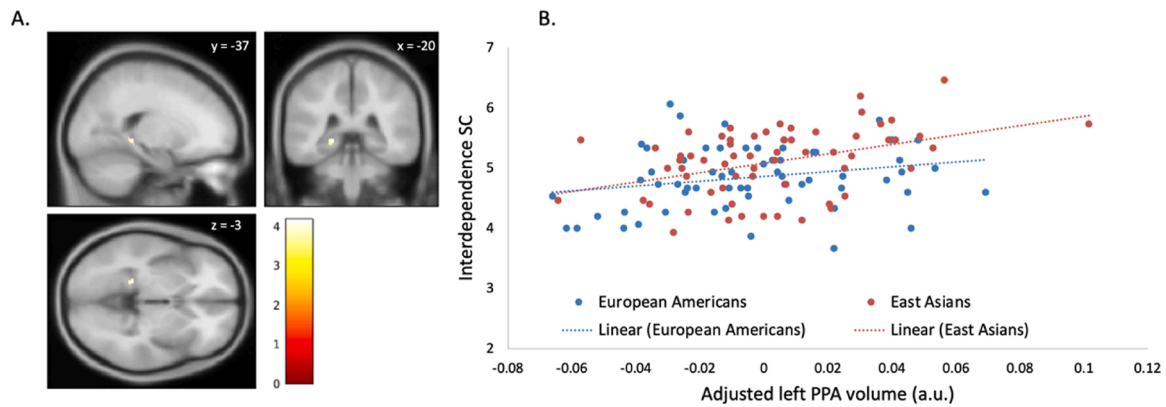 A.
y = -37
x = -20
z = -3
4
3
2
1
0
B.
Interdependence SC
7
6
5
4
3
2
European Americans
East Asians
Linear (European Americans)
Linear (East Asians)
-0.08
-0.06
-0.04
-0.02
0
0.02
0.04
0.06
0.08
0.1
0.12
Adjusted left PPA volume (a.u.)